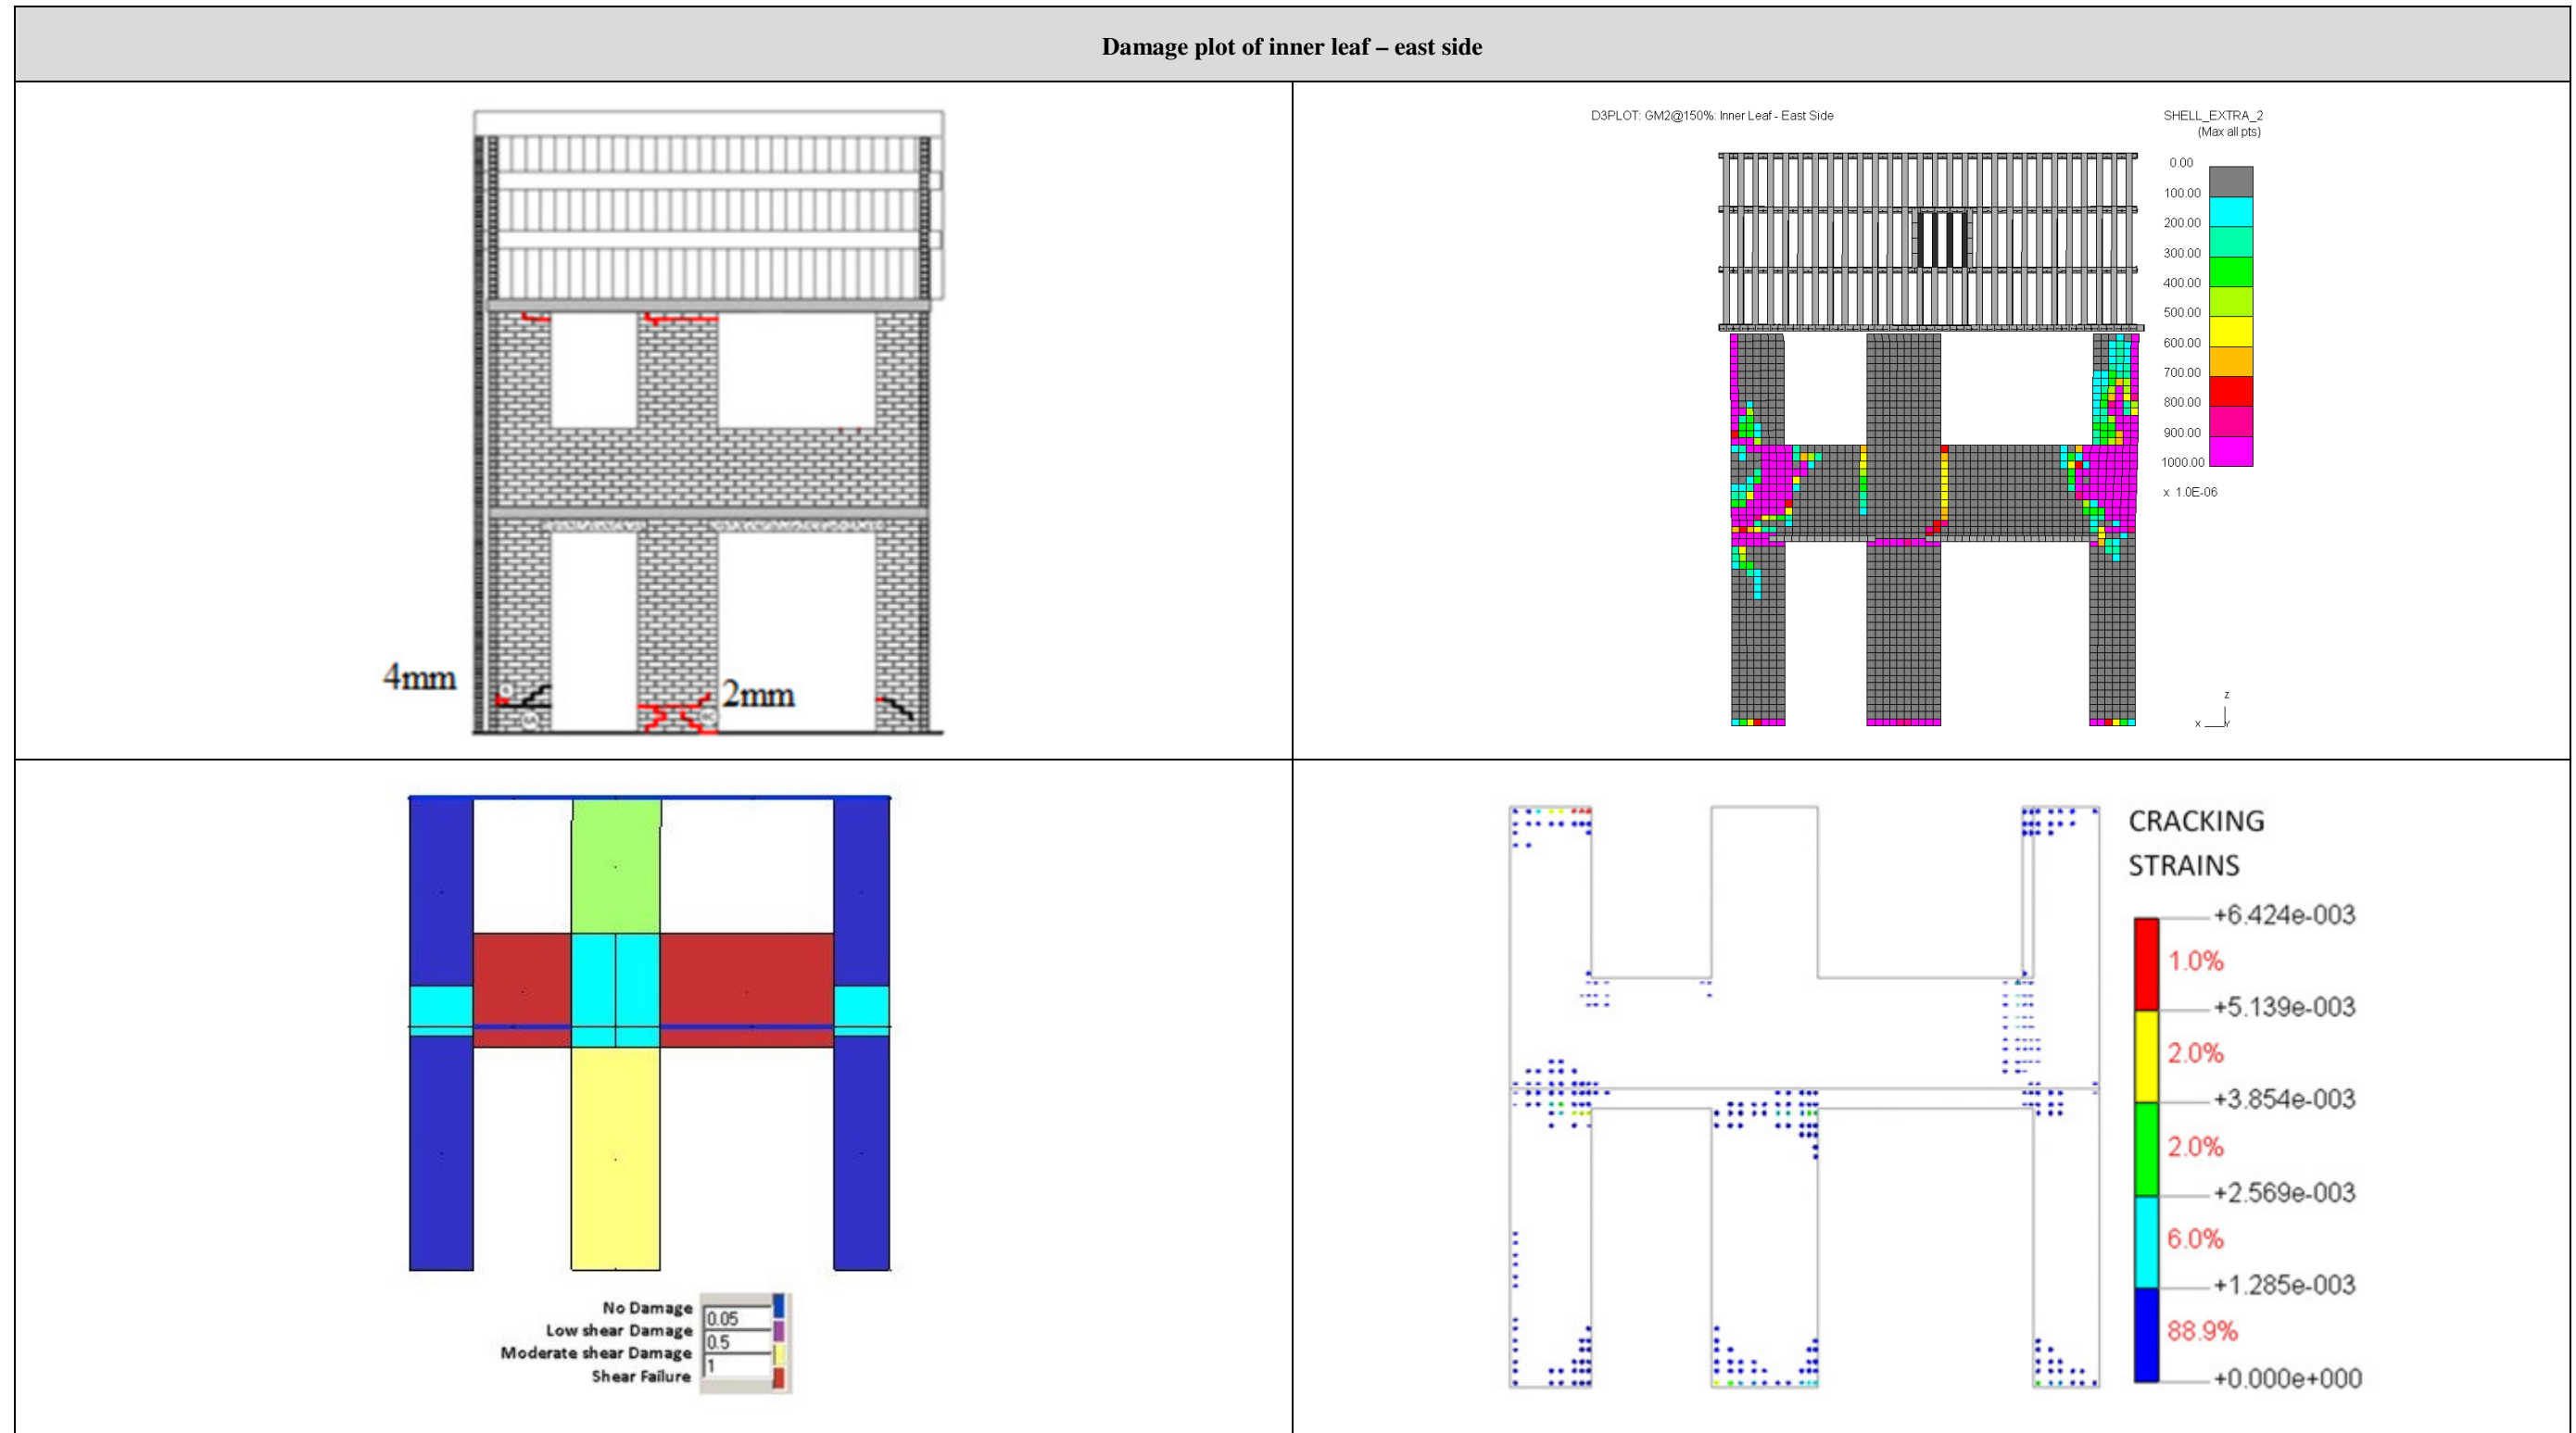 Damage plot of inner leaf – east side
4mm
2mm
D3PLOT: GM2@150%: Inner Leaf - East Side
SHELL_EXTRA_2
(Max all pts)
0.00
100.00
200.00
300.00
400.00
500.00
600.00
700.00
800.00
900.00
1000.00
x 1.0E-06
Z
X Y
No Damage
0.05
Low shear Damage
0.5
Moderate shear Damage
1
Shear Failure
CRACKING
STRAINS
+6.424e-003
1.0%
+5.139e-003
2.0%
+3.854e-003
2.0%
+2.569e-003
6.0%
+1.285e-003
88.9%
+0.000e+000